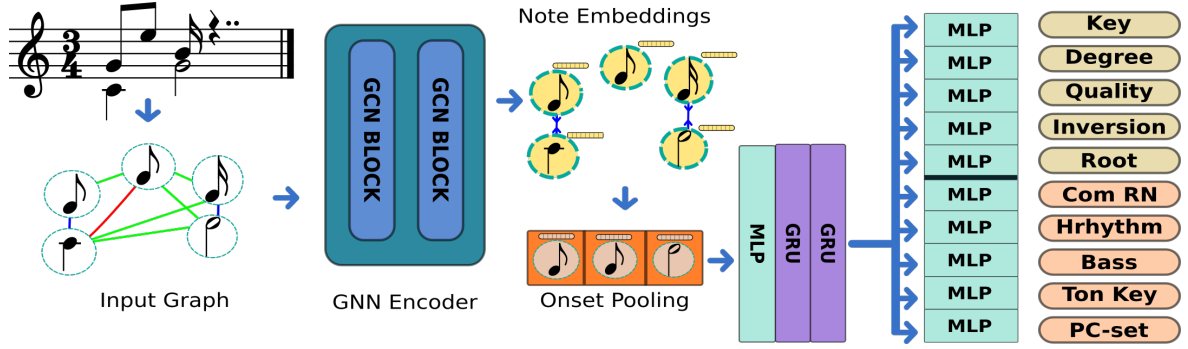 3
4
Input Graph
GCN BLOCK
GCN BLOCK
GNN Encoder
Note Embeddings
Onset Pooling
MLP
GRU
GRU
MLP
Key
MLP
Degree
MLP
Quality
MLP
Inversion
MLP
Root
MLP
Com RN
MLP
Hrhythm
MLP
Bass
MLP
Ton Key
MLP
PC-set